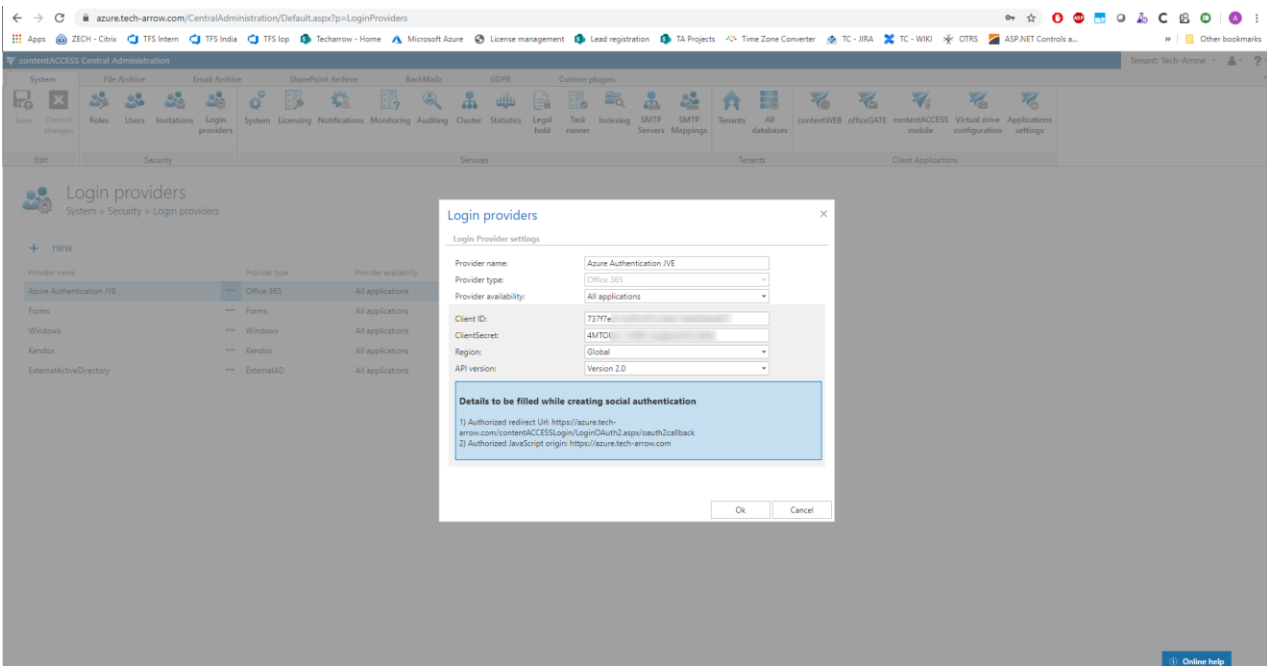 azure.tech-arrow.com/CentralAdministration/Default.aspx?p=LoginProviders
Apps ZECH - Citrix TFS Intern TFS India TFS Iop Techarrow - Home Microsoft Azure License management Lead registration TA Projects Time Zone Converter TC - JIRA TC - WIKI OTRS ASP.NET Controls a... » Other bookmarks
contentACCESS Central Administration Tenant: Tech-Arrow ?
System File Archive Email Archive SharePoint Archive BackMailz GDPR Custom plugins
Save Discard changes Roles Users Invitations Login providers System Licensing Notifications Monitoring Auditing Cluster Statistics Legal hold Task runner Indexing SMTP Servers SMTP Mappings Tenants All databases contentWEB officeGATE contentACCESS mobile Virtual drive configuration Applications settings
Edit Security Services Tenants Client Applications
Login providers
System > Security > Login providers
+ new
Provider name Provider type Provider availability
Azure Authentication JVE ··· Office 365 All applications
Forms ··· Forms All applications
Windows ··· Windows All applications
Kendox ··· Kendox All applications
ExternalActiveDirectory ··· ExternalAD All applications
Login providers
Login Provider settings
Provider name: Azure Authentication JVE
Provider type: Office 365
Provider availability: All applications
Client ID: 737f7e
ClientSecret: 4MTOI
Region: Global
API version: Version 2.0
Details to be filled while creating social authentication
1) Authorized redirect Url: https://azure.tech-
arrow.com/contentACCESSLogin/LoginOAuth2.aspx/oauth2callback
2) Authorized JavaScript origin: https://azure.tech-arrow.com
Ok Cancel
Online help